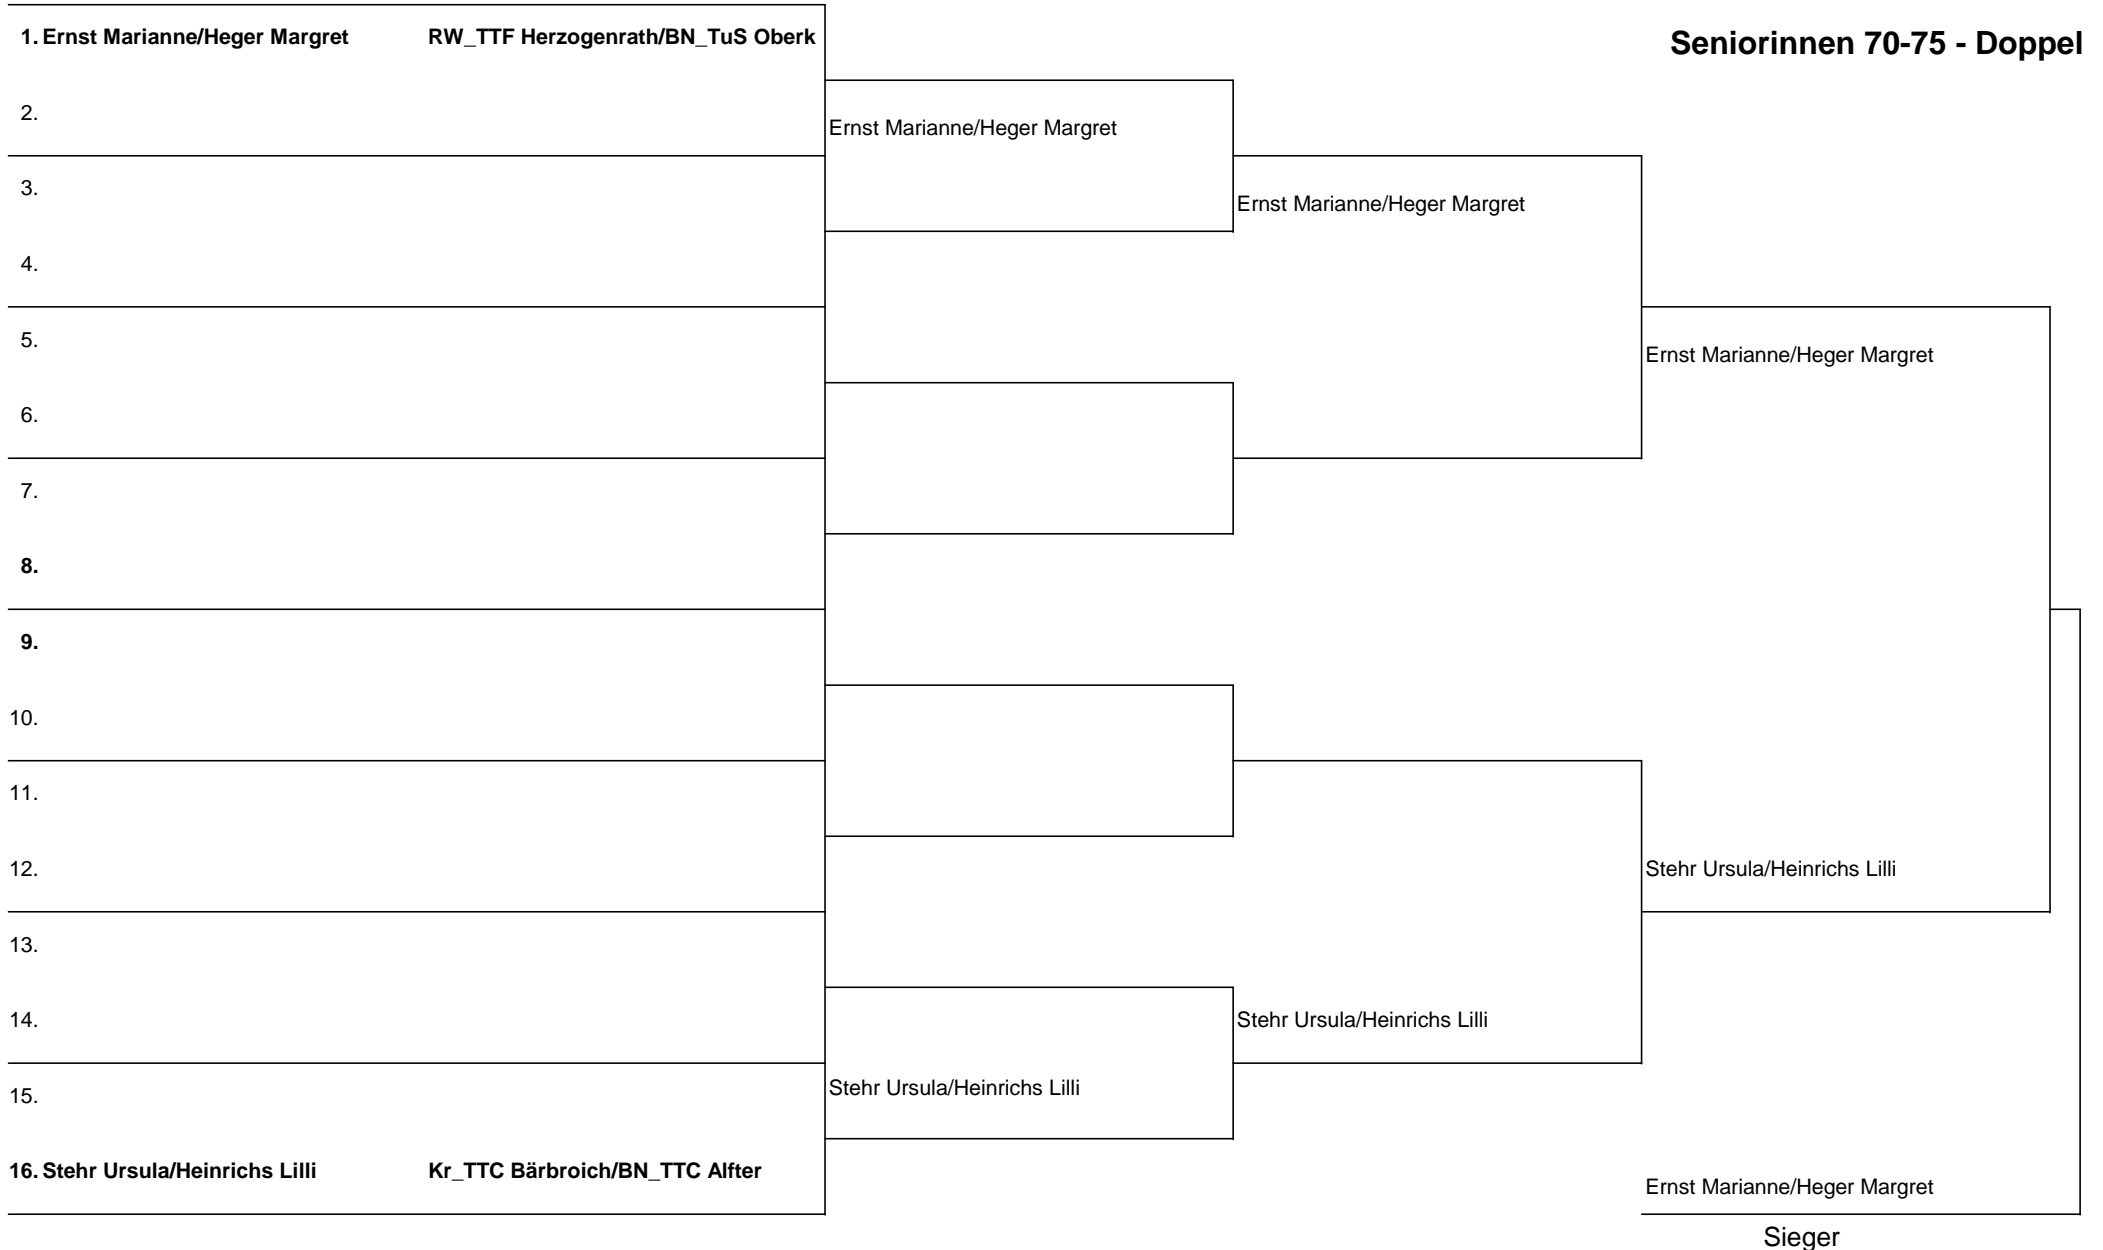 1. Ernst Marianne/Heger Margret RW_TTF Herzogenrath/BN_TuS Oberk
Seniorinnen 70-75 - Doppel
2.
Ernst Marianne/Heger Margret
3.
Ernst Marianne/Heger Margret
4.
5.
Ernst Marianne/Heger Margret
6.
7.
8.
9.
10.
11.
12.
Stehr Ursula/Heinrichs Lilli
13.
14.
Stehr Ursula/Heinrichs Lilli
15.
Stehr Ursula/Heinrichs Lilli
16. Stehr Ursula/Heinrichs Lilli Kr_TTC Bärbroich/BN_TTC Alfter
Ernst Marianne/Heger Margret
Sieger